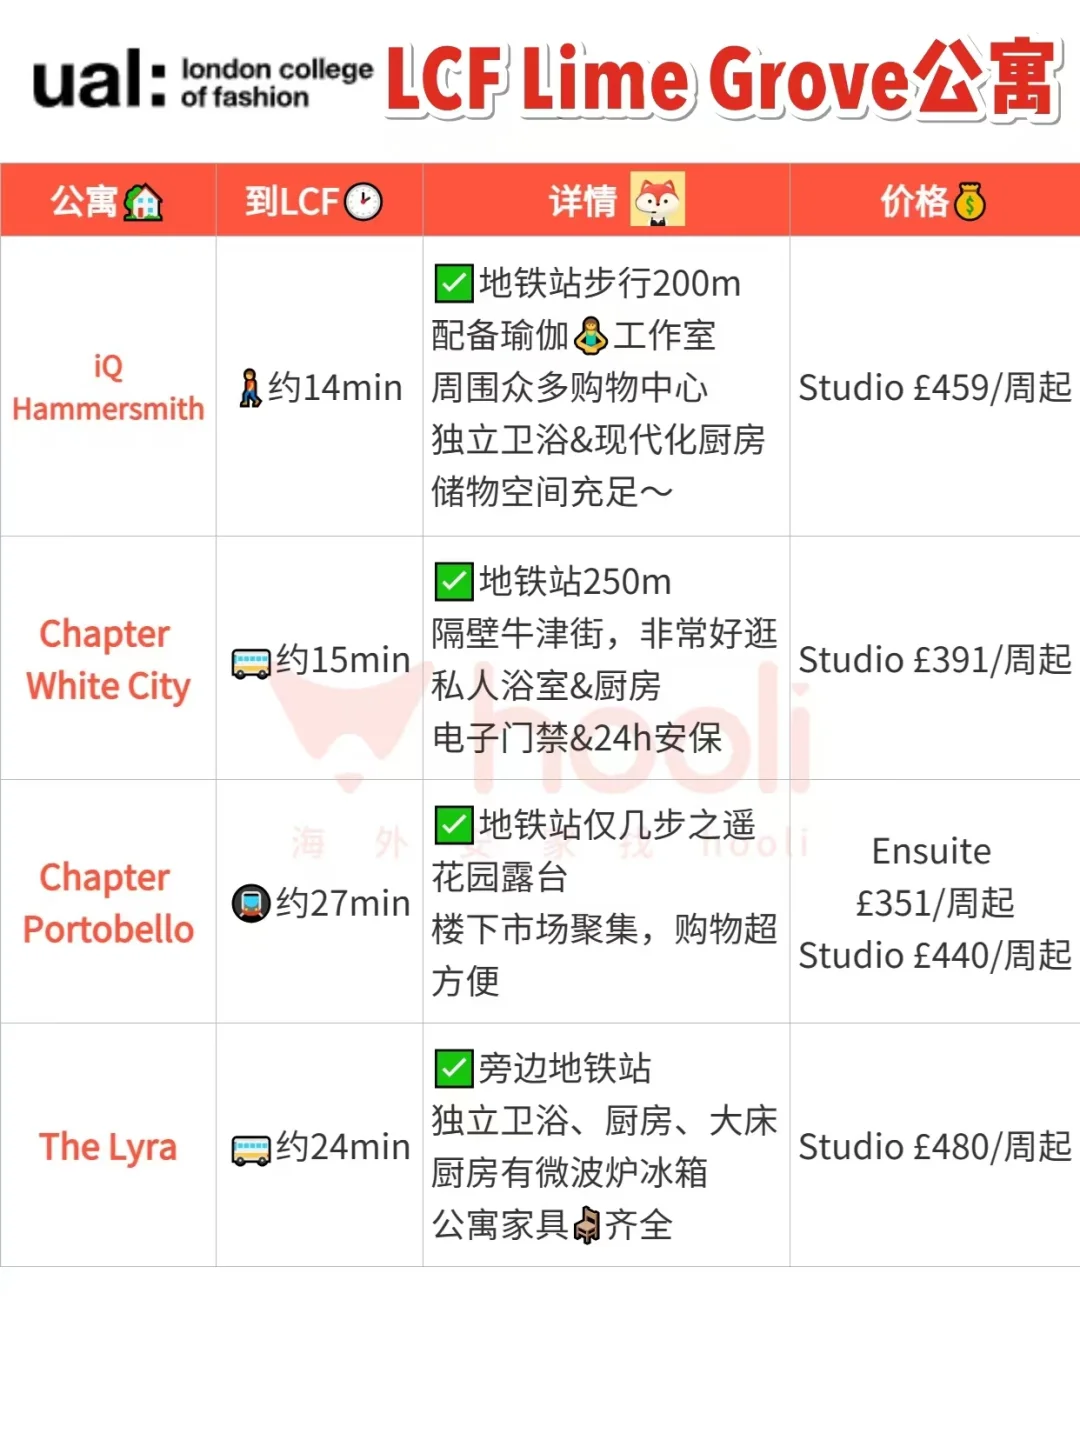 ual: london college of fashion LCF Lime Grove公寓
公寓 到LCF 详情 价格
iQ
Hammersmith
约14min
地铁站步行200m
配备瑜伽工作室
周围众多购物中心
独立卫浴&现代化厨房
储物空间充足～
Studio £459/周起
Chapter
White City
约15min
地铁站250m
隔壁牛津街，非常好逛
私人浴室&厨房
电子门禁&24h安保
Studio £391/周起
hooli
海外安家找hooli
Chapter
Portobello
约27min
地铁站仅几步之遥
花园露台
楼下市场聚集，购物超
方便
Ensuite
£351/周起
Studio £440/周起
The Lyra
约24min
旁边地铁站
独立卫浴、厨房、大床
厨房有微波炉冰箱
公寓家具齐全
Studio £480/周起